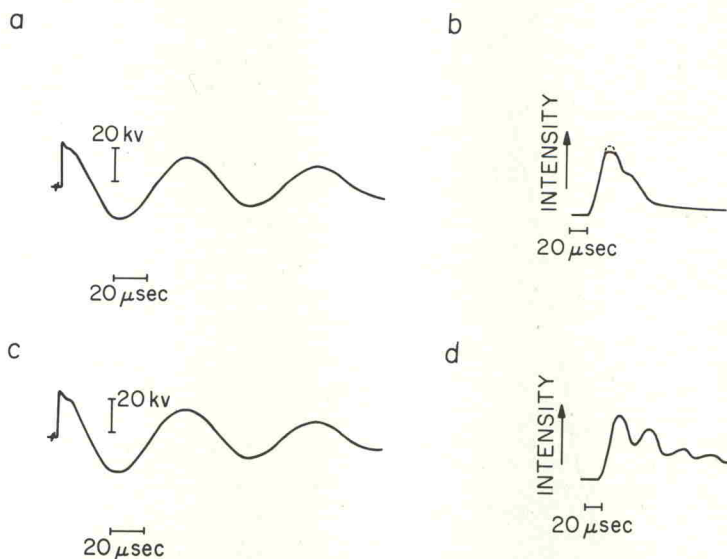 a
20 kv
20 μsec
b
INTENSITY
20 μsec
c
20 kv
20 μsec
d
INTENSITY
20 μsec